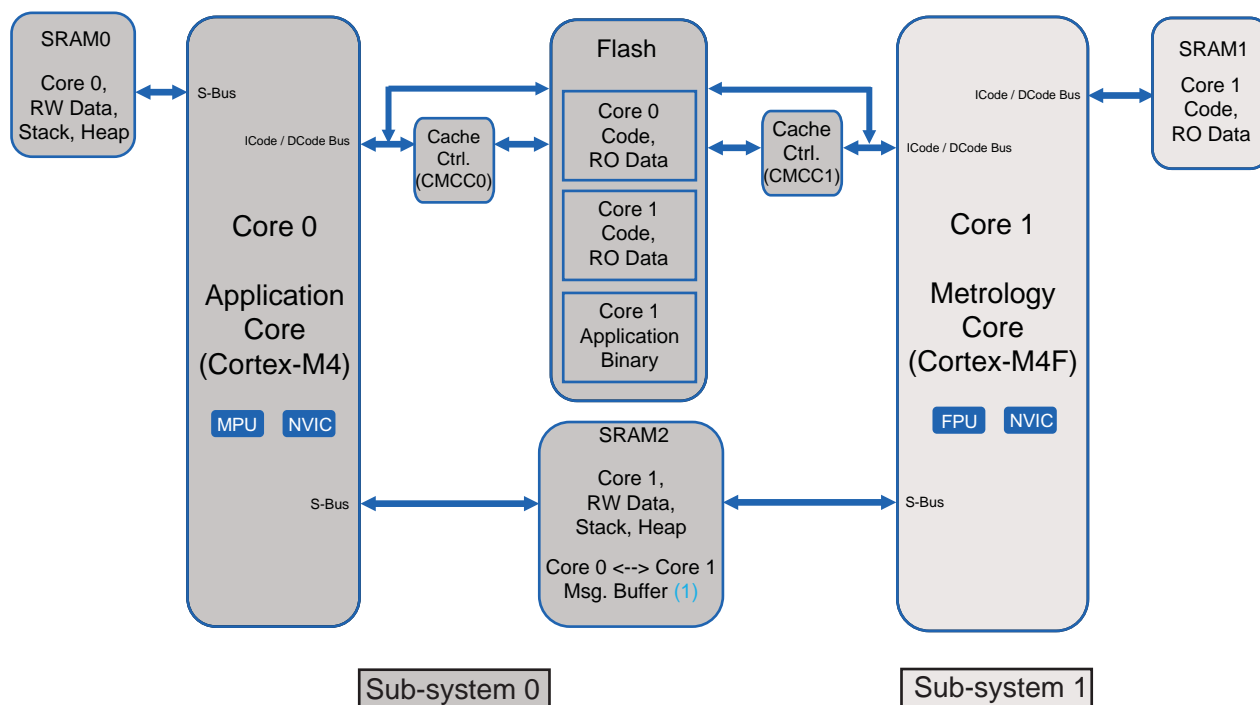 SRAM0
Core 0,
RW Data,
Stack, Heap
S-Bus
ICode / DCode Bus
Core 0
Application
Core
(Cortex-M4)
MPU
NVIC
S-Bus
Cache
Ctrl.
(CMCC0)
Flash
Core 0
Code,
RO Data
Core 1
Code,
RO Data
Core 1
Application
Binary
SRAM2
Core 1,
RW Data,
Stack, Heap
Core 0 <--> Core 1
Msg. Buffer (1)
Cache
Ctrl.
(CMCC1)
ICode / DCode Bus
ICode / DCode Bus
Core 1
Metrology
Core
(Cortex-M4F)
FPU
NVIC
S-Bus
SRAM1
Core 1
Code,
RO Data
Sub-system 0
Sub-system 1